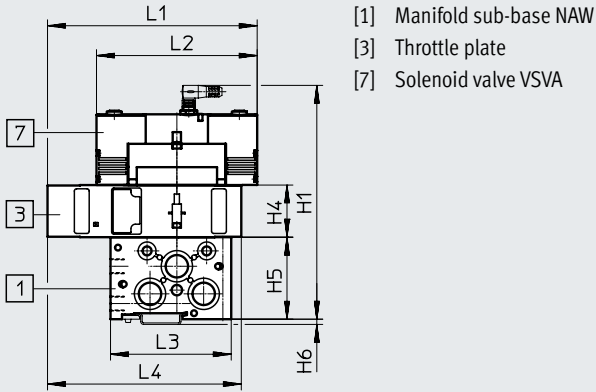 L1
L2
[1] Manifold sub-base NAW
[3] Throttle plate
[7] Solenoid valve VSVA
7
3
1
H1
H4
H5
H6
L3
L4